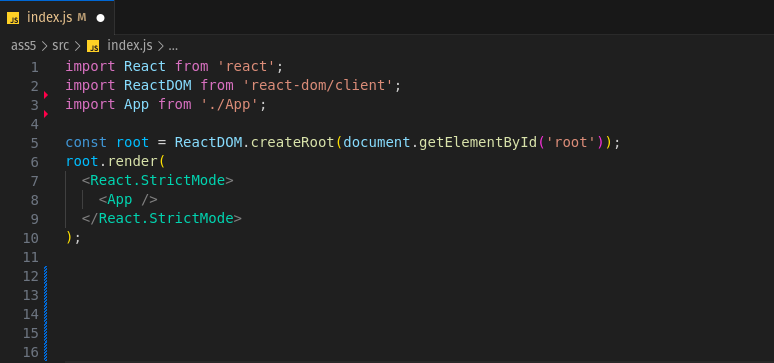 JS index.js M
ass5 > src > JS index.js > ...
1 import React from 'react';
2 import ReactDOM from 'react-dom/client';
3 import App from './App';
4
5 const root = ReactDOM.createRoot(document.getElementById('root'));
6 root.render(
7   <React.StrictMode>
8     <App />
9   </React.StrictMode>
10 );
11
12
13
14
15
16